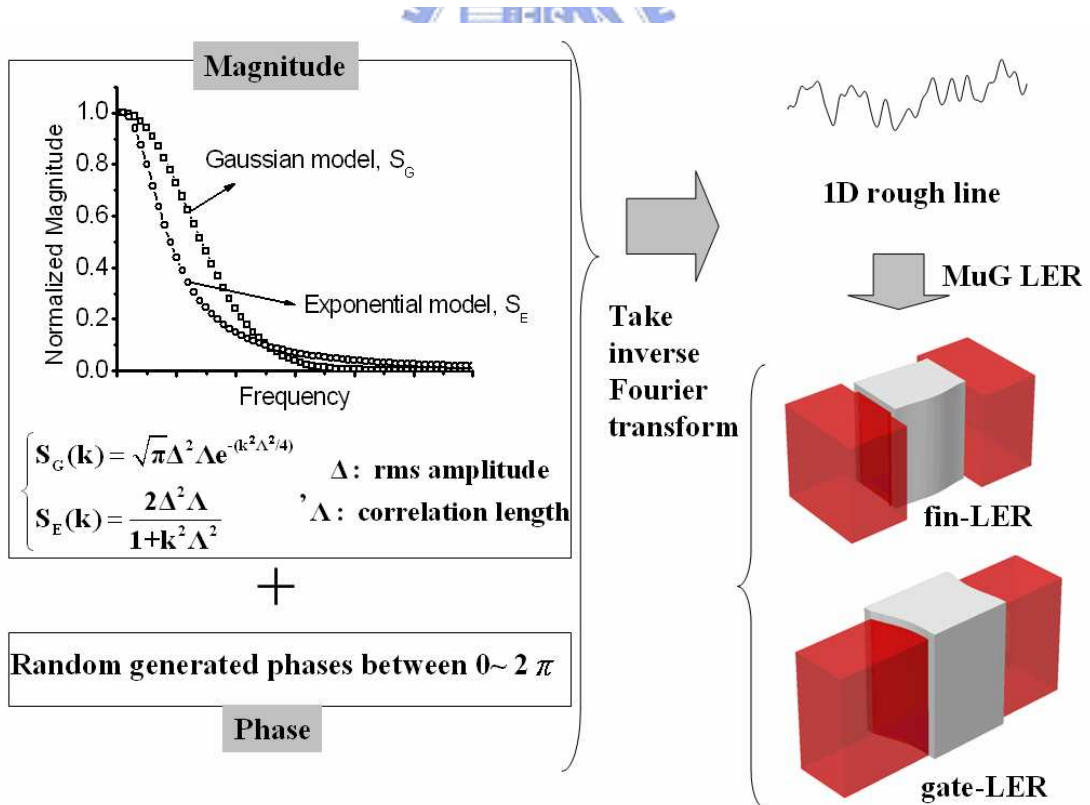 Magnitude
Normalized Magnitude
1.0
0.8
0.6
0.4
0.2
0.0
Gaussian model, S_G
Exponential model, S_E
Frequency
S_G(k) = √π Δ²Λe^-(k²Λ²/4)
S_E(k) = 2Δ²Λ / 1+k²Λ²
, Δ : rms amplitude
Λ : correlation length
+
Random generated phases between 0~ 2 π
Phase
Take
inverse
Fourier
transform
1D rough line
MuG LER
fin-LER
gate-LER